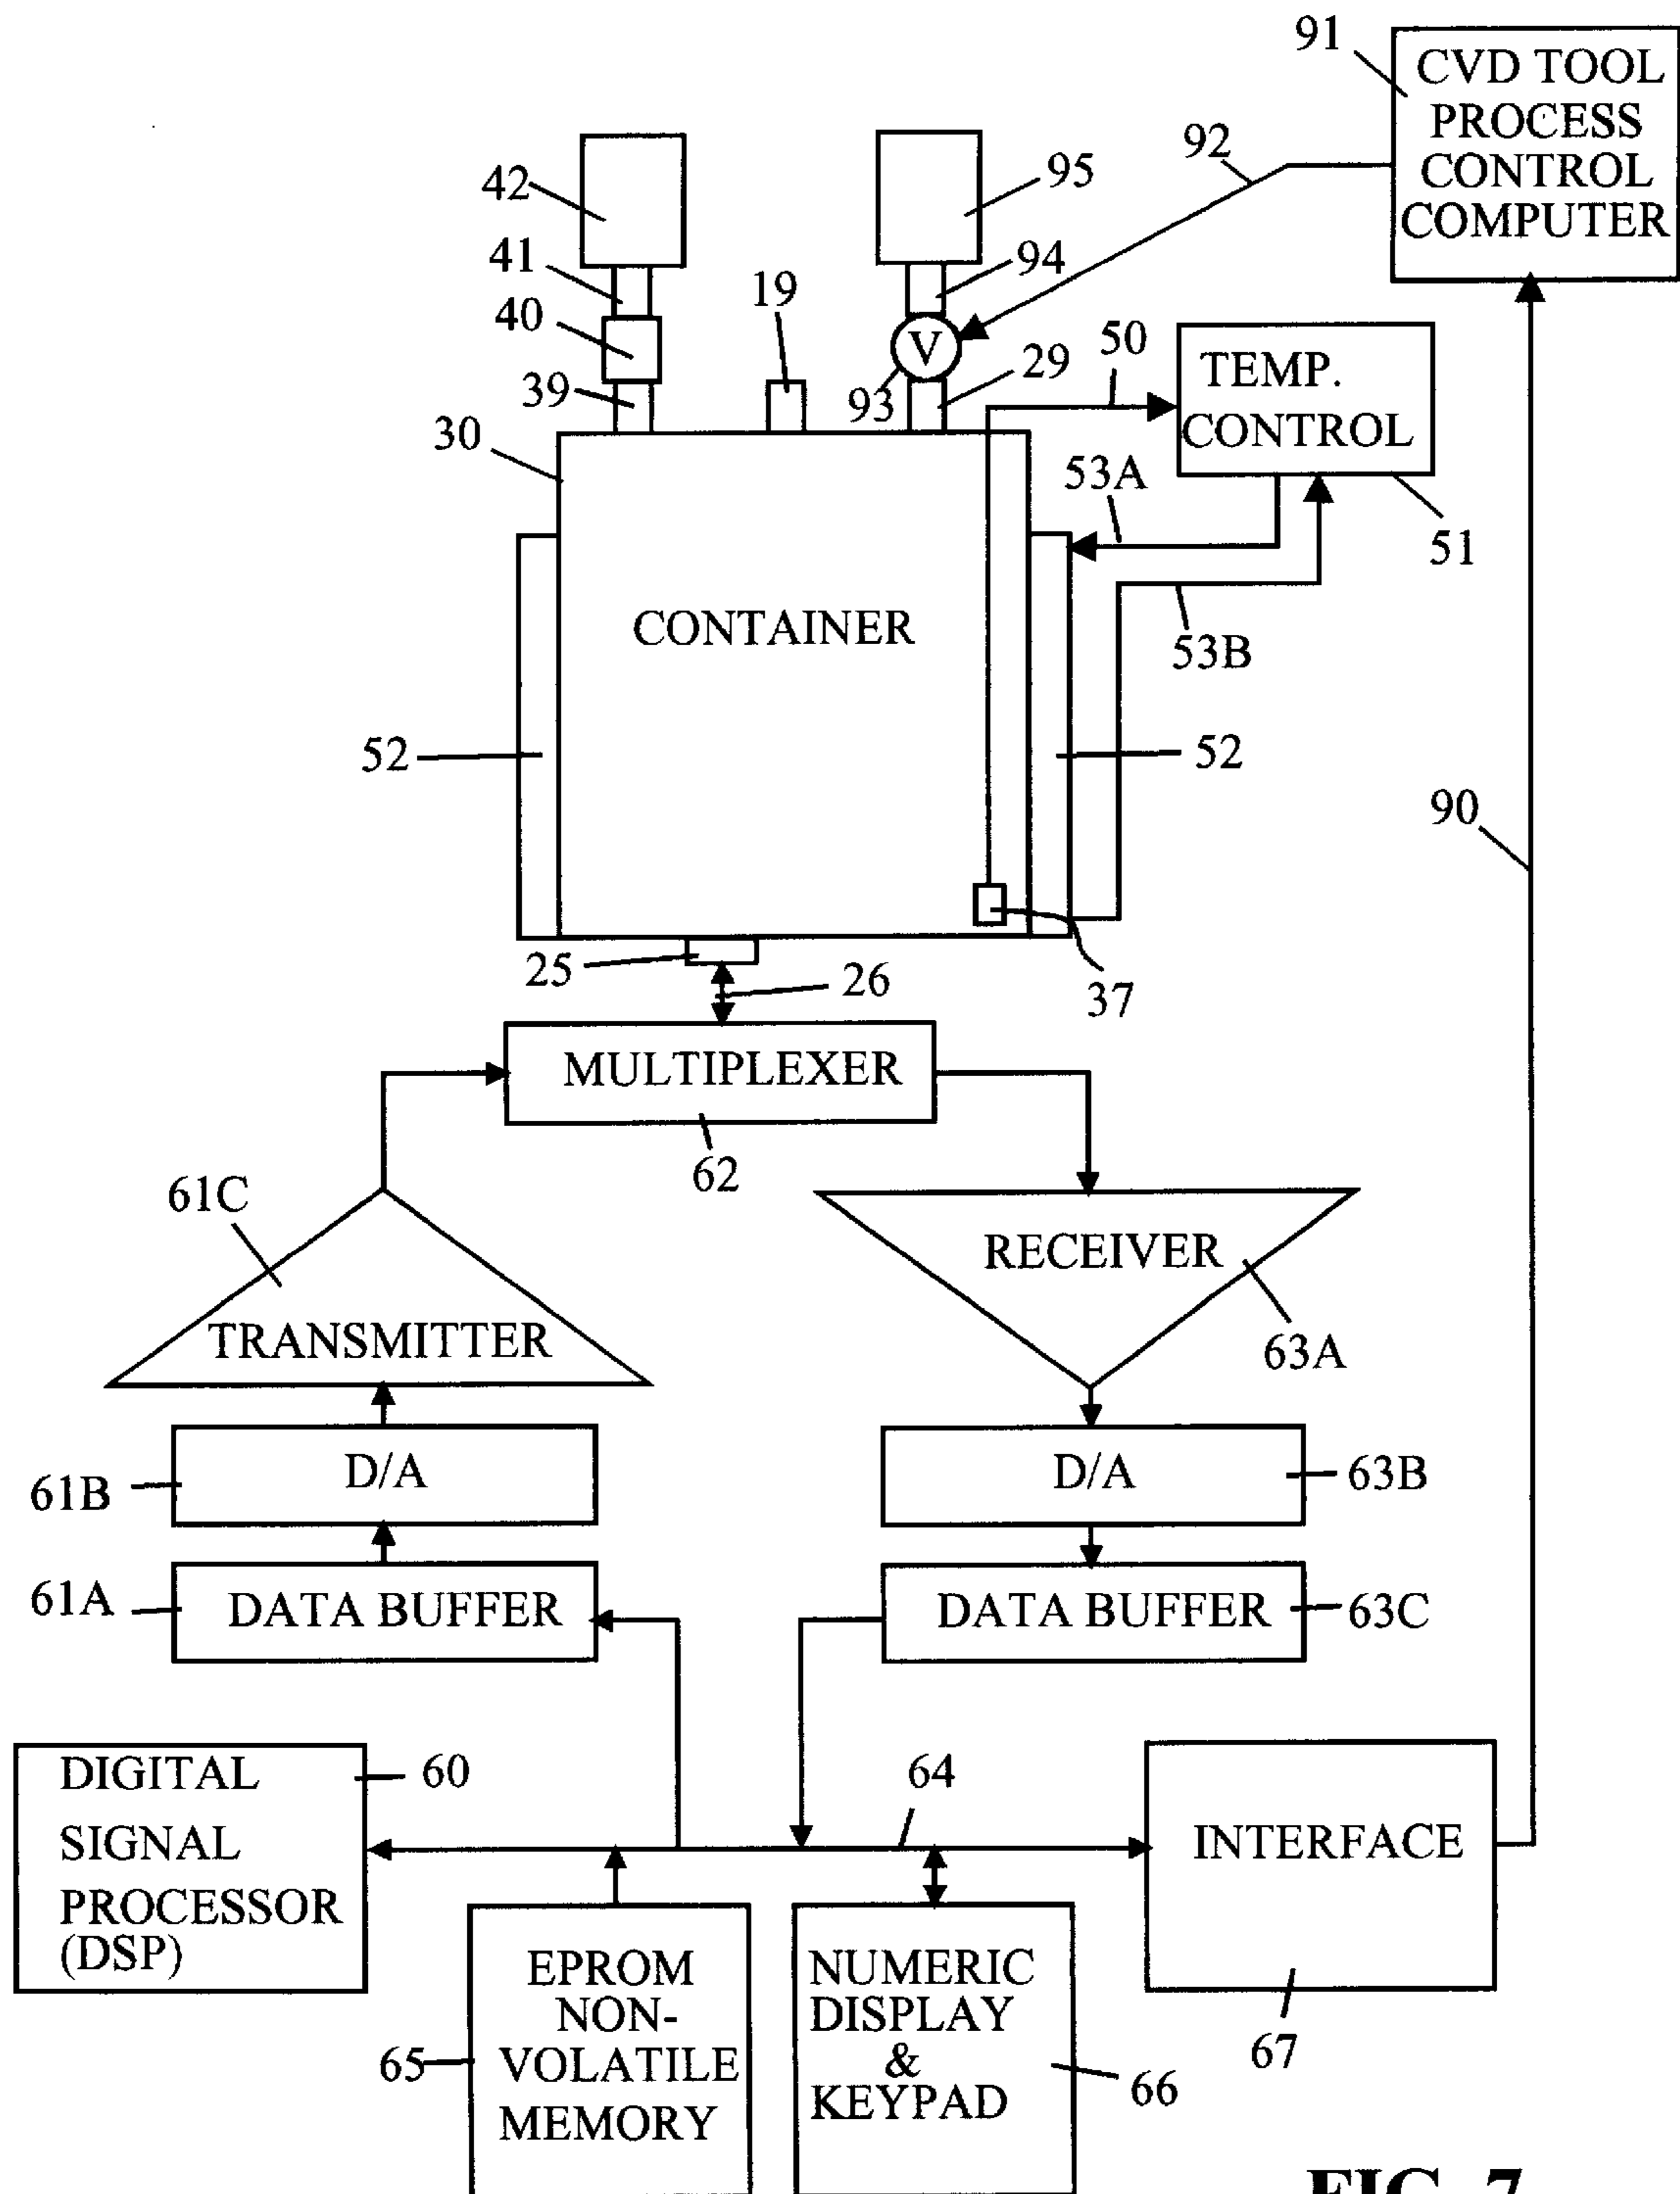 91
CVD TOOL
PROCESS
CONTROL
COMPUTER
92
42
95
41
94
19
40
V
50
TEMP.
CONTROL
39
93
29
30
53A
51
CONTAINER
53B
52
52
90
25
26
37
MULTIPLEXER
62
61C
RECEIVER
TRANSMITTER
63A
D/A
61B
D/A
63B
61A
DATA BUFFER
DATA BUFFER
63C
DIGITAL
SIGNAL
PROCESSOR
(DSP)
60
64
INTERFACE
EPROM
NON-
VOLATILE
MEMORY
65
NUMERIC
DISPLAY
&
KEYPAD
66
67
FIG. 7